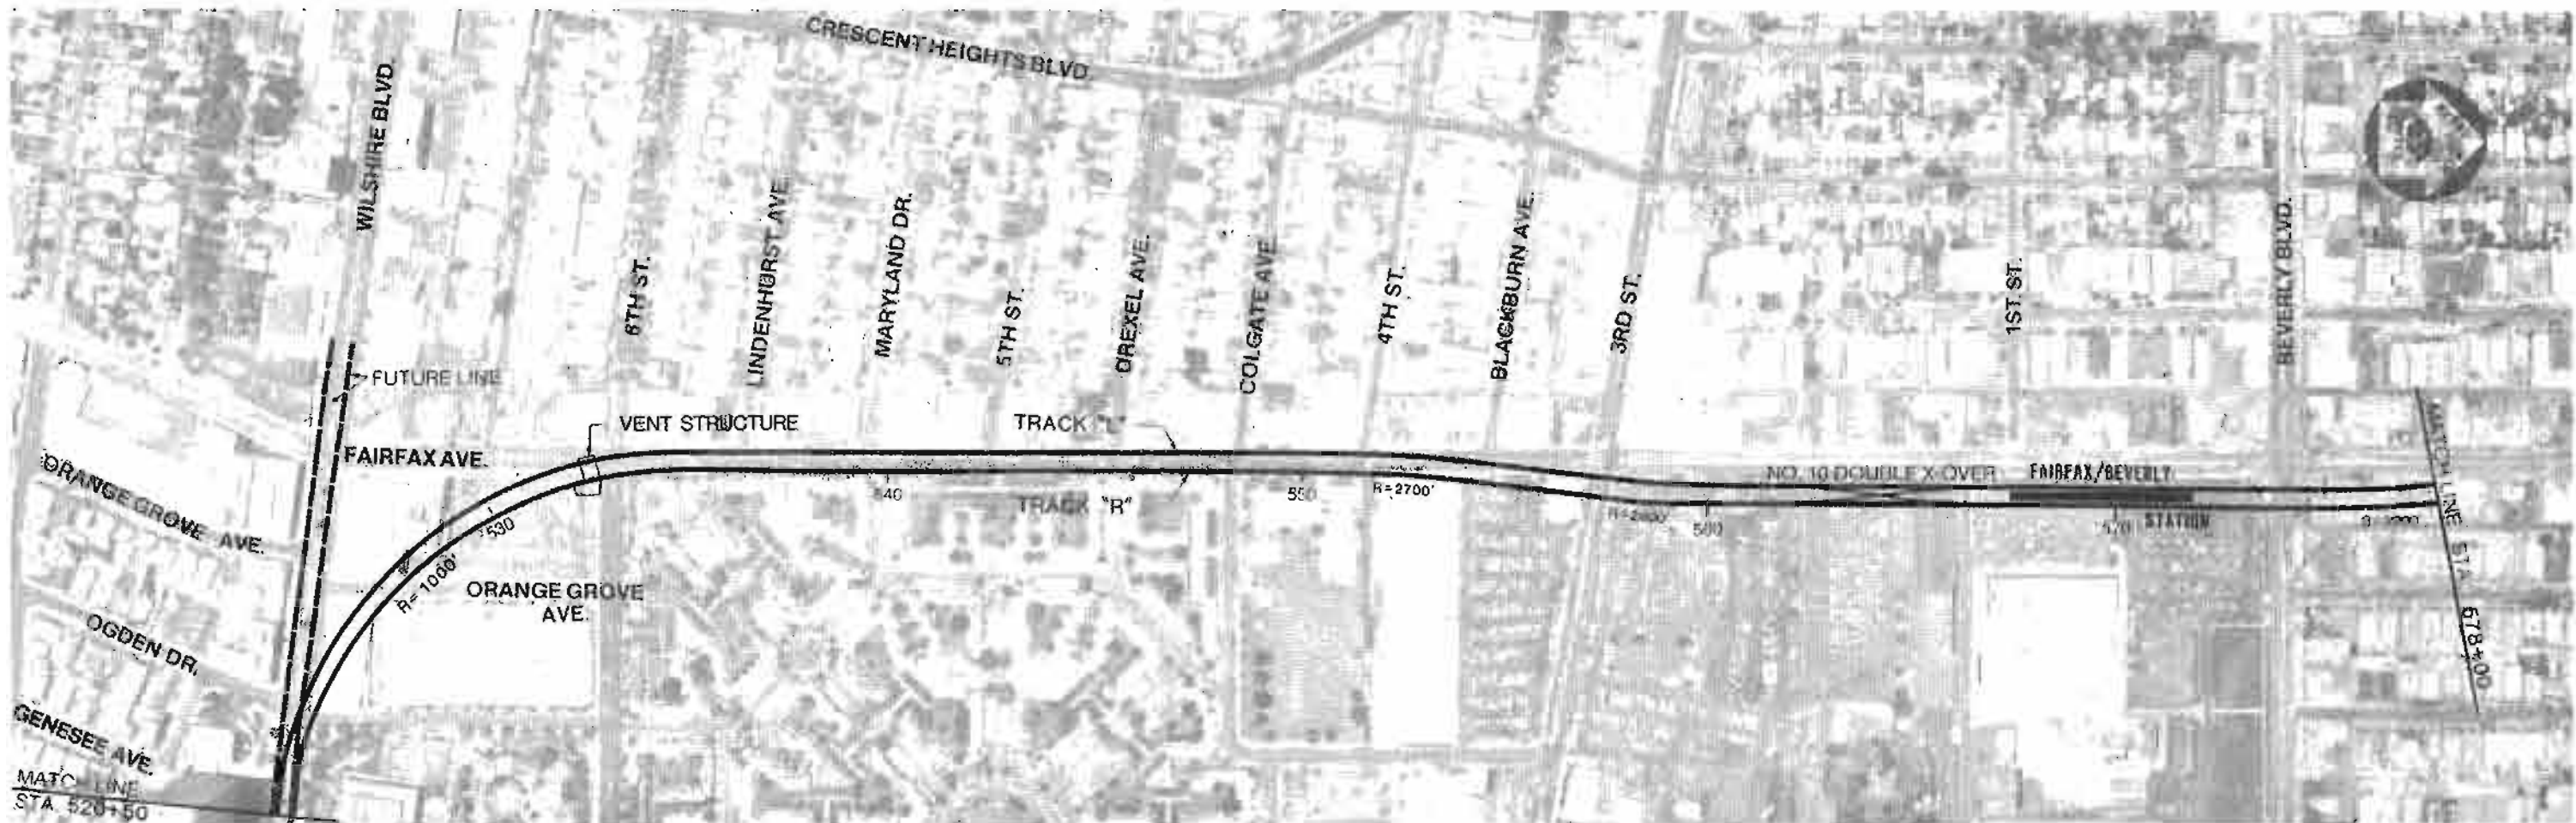 CRESCENT HEIGHTS BLVD.
WILSHIRE BLVD.
6TH ST.
LINDENHURST AVE.
MARYLAND DR.
5TH ST.
DREXEL AVE.
COLGATE AVE.
4TH ST.
BLACKBURN AVE.
3RD ST.
1ST ST.
BEVERLY BLVD.
FUTURE LINE
VENT STRUCTURE
TRACK "L"
FAIRFAX AVE.
ORANGE GROVE AVE.
540
TRACK "R"
550
R=2700'
NO. 10 DOUBLE X-OVER
FAIRFAX/BEVERLY
STATION
560
570
530
R=1000'
ORANGE GROVE
AVE.
OGDEN DR.
GENESEE AVE.
MATCH LINE
STA. 520+50
MATCH LINE STA. 578+00